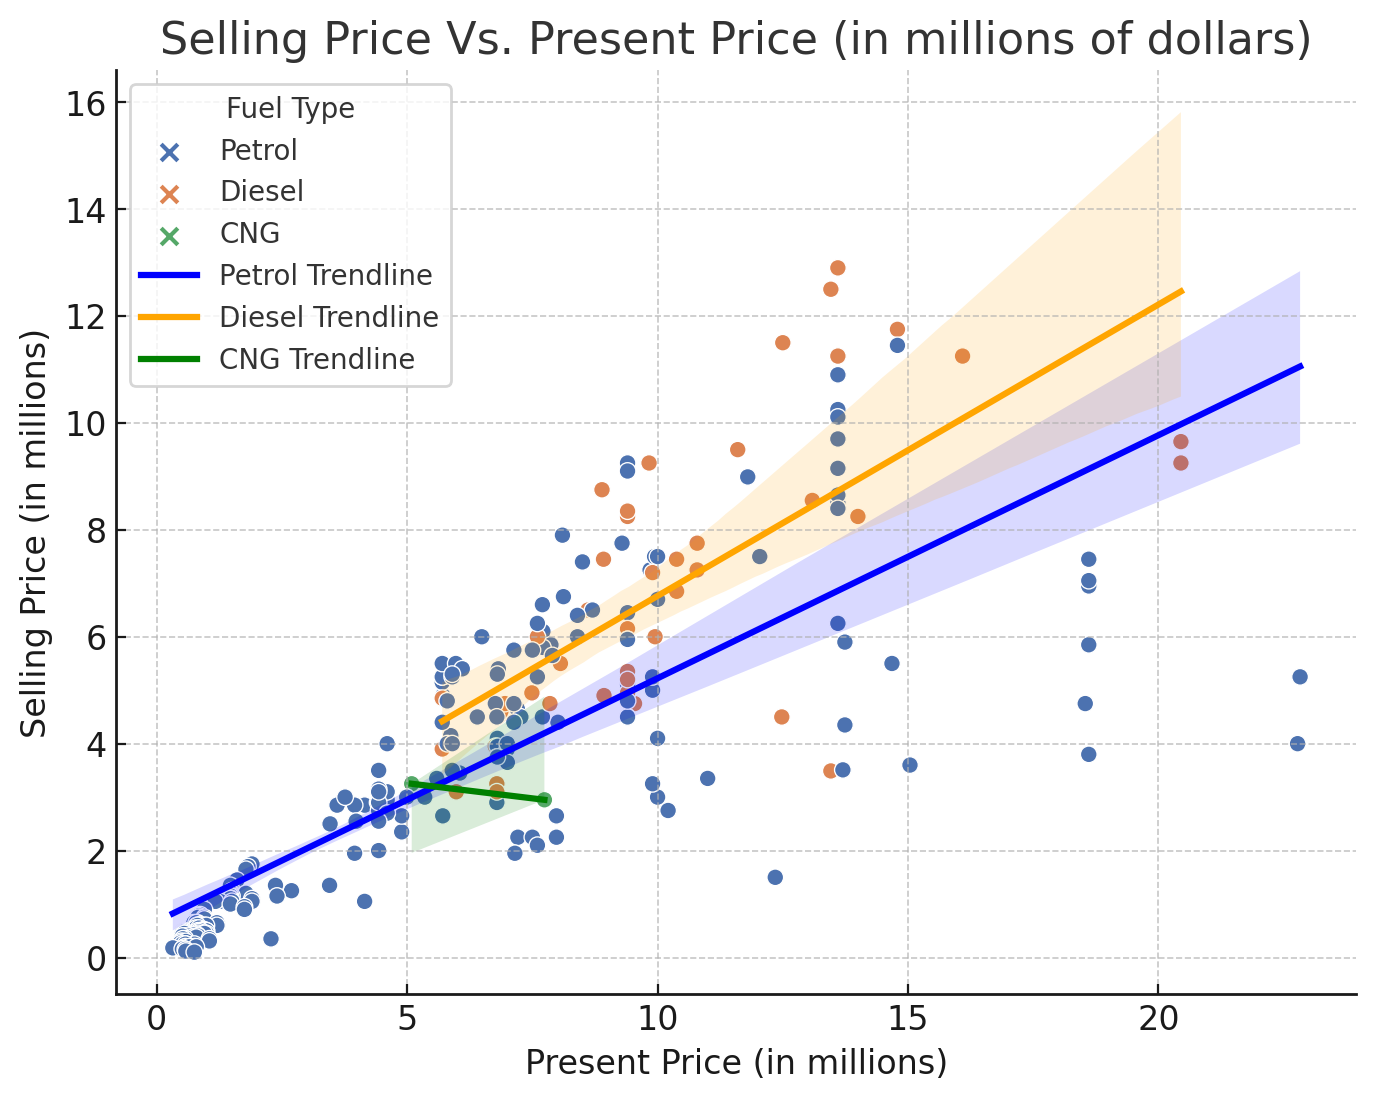 Selling Price Vs. Present Price (in millions of dollars)
Fuel Type
Petrol
Diesel
CNG
Petrol Trendline
Diesel Trendline
CNG Trendline
Selling Price (in millions)
16
14
12
10
8
6
4
2
0
0 5 10 15 20
Present Price (in millions)